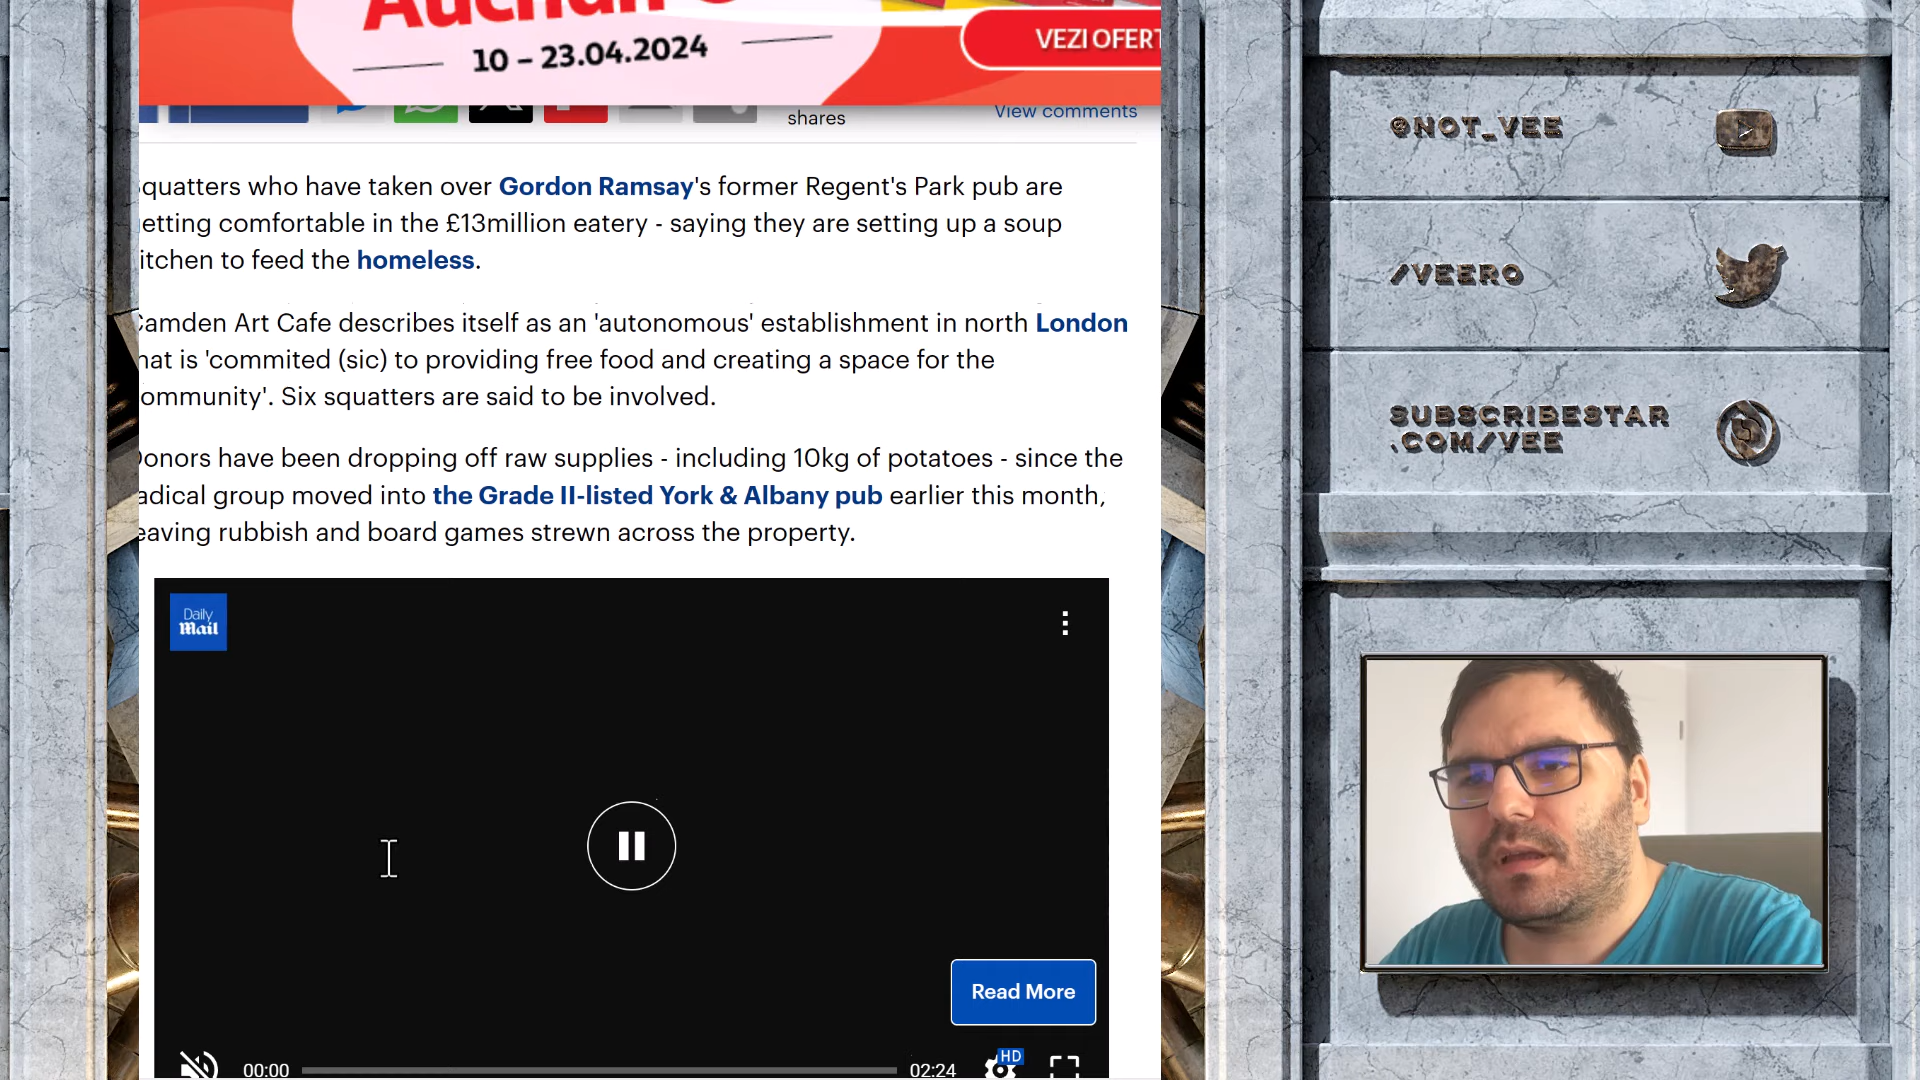 Auchan
10 – 23.04.2024
VEZI OFERT
shares
View comments
quatters who have taken over Gordon Ramsay's former Regent's Park pub are
etting comfortable in the £13million eatery - saying they are setting up a soup
itchen to feed the homeless.
amden Art Cafe describes itself as an 'autonomous' establishment in north London
hat is 'commited (sic) to providing free food and creating a space for the
ommunity'. Six squatters are said to be involved.
onors have been dropping off raw supplies - including 10kg of potatoes - since the
adical group moved into the Grade II-listed York & Albany pub earlier this month,
eaving rubbish and board games strewn across the property.
Daily
Mail
Read More
00:00
02:24
HD
@NOT_VEE
/VEERO
SUBSCRIBESTAR
.COM/VEE